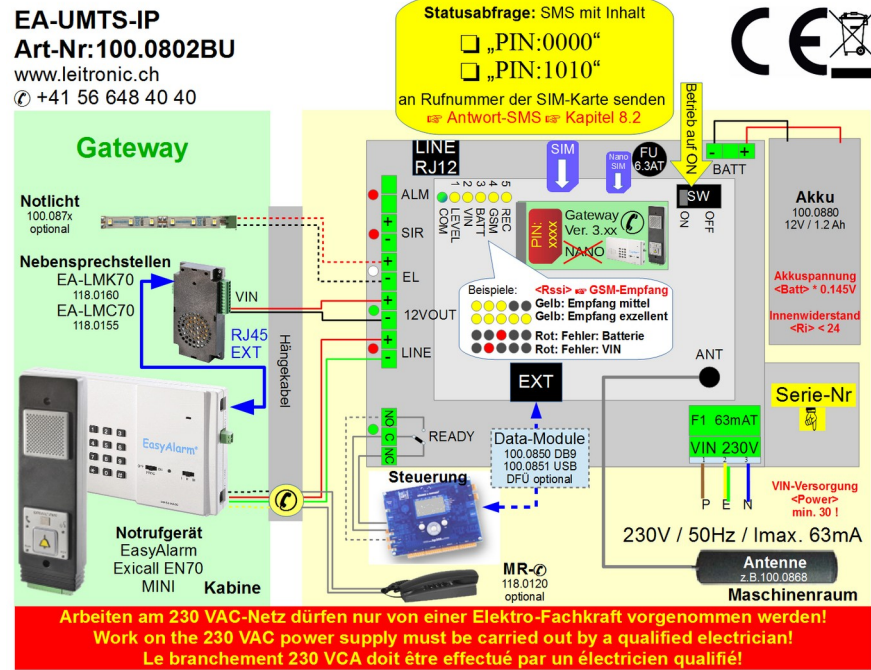 EA-UMTS-IP
Art-Nr:100.0802BU
www.leitronic.ch
✆ +41 56 648 40 40
Statusabfrage: SMS mit Inhalt
❏ „PIN:0000“
❏ „PIN:1010“
an Rufnummer der SIM-Karte senden
☞ Antwort-SMS ☞ Kapitel 8.2
CE
Gateway
Notlicht
100.087x
optional
Nebensprechstellen
EA-LMK70
118.0160
EA-LMC70
118.0155
VIN
RJ45
EXT
Hängekabel
EasyAlarm
Notrufgerät
EasyAlarm
Exicall EN70
MINI
Kabine
LINE
RJ12
ALM
+
SIR
-
+
EL
-
+
12VOUT
-
+
LINE
-
NO
C
NC
READY
SIM
Nano
SIM
FU
6.3AT
Betrieb auf ON
- +
BATT
SW
ON
OFF
1 2 3 4 5
COM
LEVEL
VIN
BATT
GSM
REC
PIN:
xxxx
Gateway ✆
Ver. 3.xx
NANO
Beispiele:
<Rssi> ☞ GSM-Empfang
Gelb: Empfang mittel
Gelb: Empfang exzellent
Rot: Fehler: Batterie
Rot: Fehler: VIN
EXT
ANT
Akku
100.0880
12V / 1.2 Ah
Akkuspannung
<Batt> * 0.145V
Innenwiderstand
<Ri> < 24
Serie-Nr
F1 63mAT
VIN 230V
1 2 3
P E N
VIN-Versorgung
<Power>
min. 30 !
230V / 50Hz / Imax. 63mA
Data-Module
100.0850 DB9
100.0851 USB
DFÜ optional
Steuerung
MR-✆
118.0120
optional
Antenne
z.B.100.0868
Maschinenraum
Arbeiten am 230 VAC-Netz dürfen nur von einer Elektro-Fachkraft vorgenommen werden!
Work on the 230 VAC power supply must be carried out by a qualified electrician!
Le branchement 230 VCA doit être effectué par un électricien qualifié!